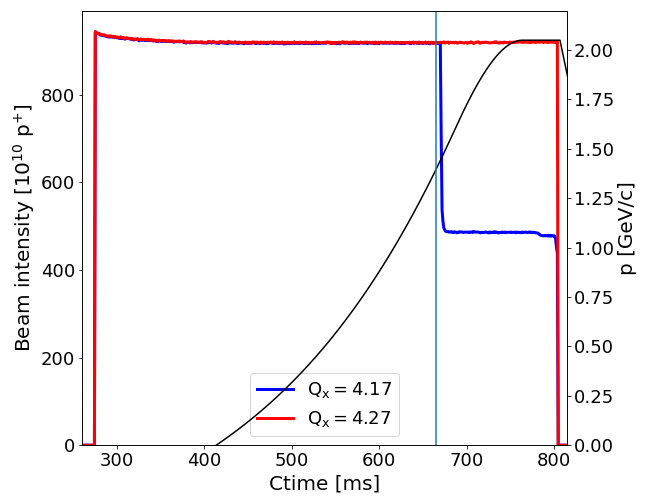 Beam intensity [10¹⁰ p⁺]
800
600
400
200
0
2.00
1.75
1.50
1.25
1.00
0.75
0.50
0.25
0.00
p [GeV/c]
Qₓ = 4.17
Qₓ = 4.27
300 400 500 600 700 800
Ctime [ms]